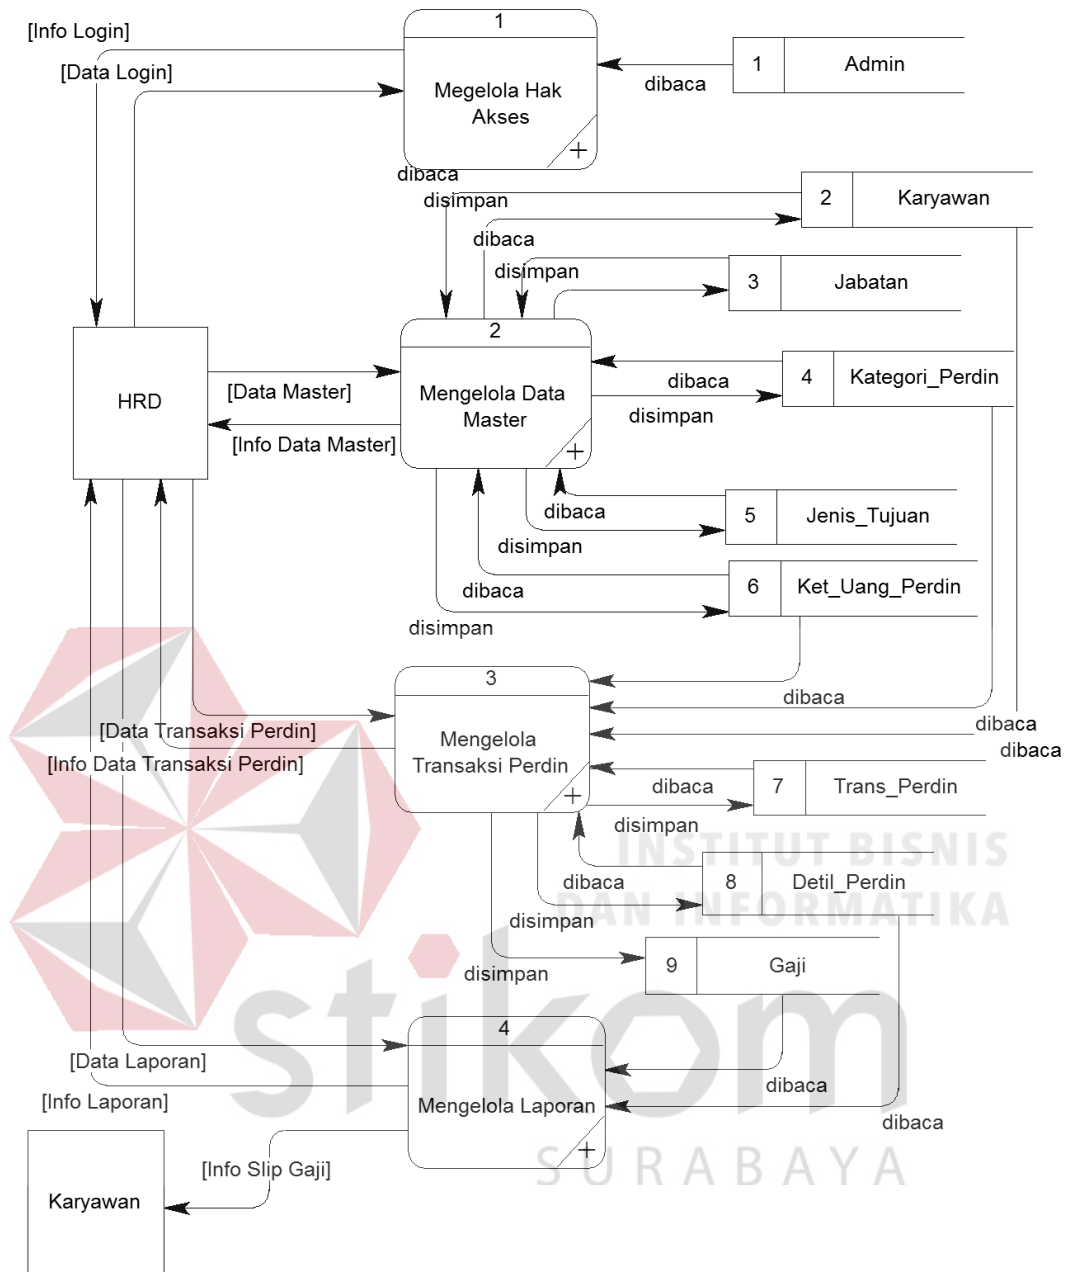 1
[Info Login]
[Data Login]
Megelola Hak
Akses
1
Admin
dibaca
dibaca
disimpan
2
Karyawan
dibaca
disimpan
3
Jabatan
2
HRD
[Data Master]
Mengelola Data
Master
dibaca
disimpan
4
Kategori_Perdin
[Info Data Master]
dibaca
disimpan
5
Jenis_Tujuan
dibaca
disimpan
6
Ket_Uang_Perdin
3
dibaca
dibaca
dibaca
[Data Transaksi Perdin]
[Info Data Transaksi Perdin]
Mengelola
Transaksi Perdin
dibaca
disimpan
7
Trans_Perdin
INSTITUT BISNIS
DAN INFORMATIKA
dibaca
disimpan
8
Detil_Perdin
disimpan
9
Gaji
stikom
4
[Data Laporan]
[Info Laporan]
Mengelola Laporan
dibaca
dibaca
SURABAYA
[Info Slip Gaji]
Karyawan